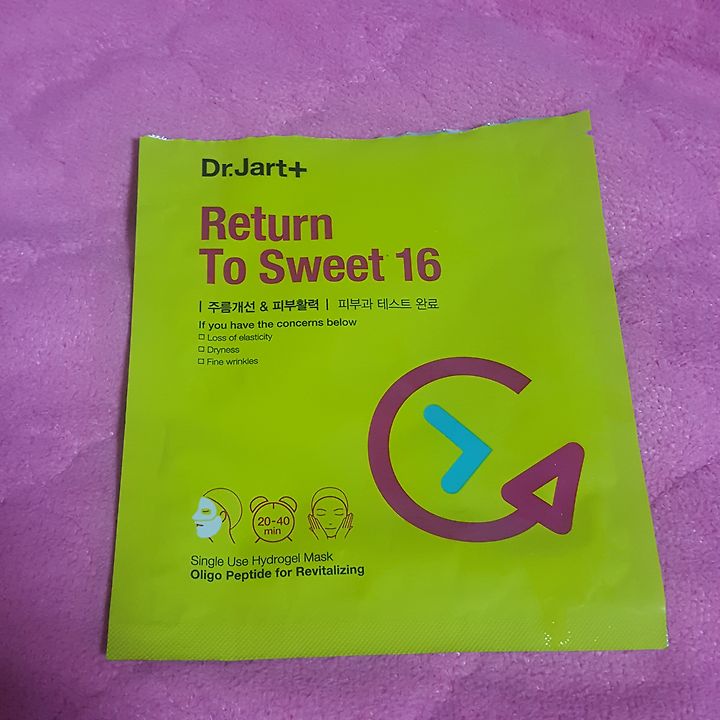 Dr.Jart+
Return
To Sweet 16
| 주름개선 & 피부활력 | 피부과 테스트 완료
If you have the concerns below
□ Loss of elasticity
□ Dryness
□ Fine wrinkles
20-40
min
Single Use Hydrogel Mask
Oligo Peptide for Revitalizing